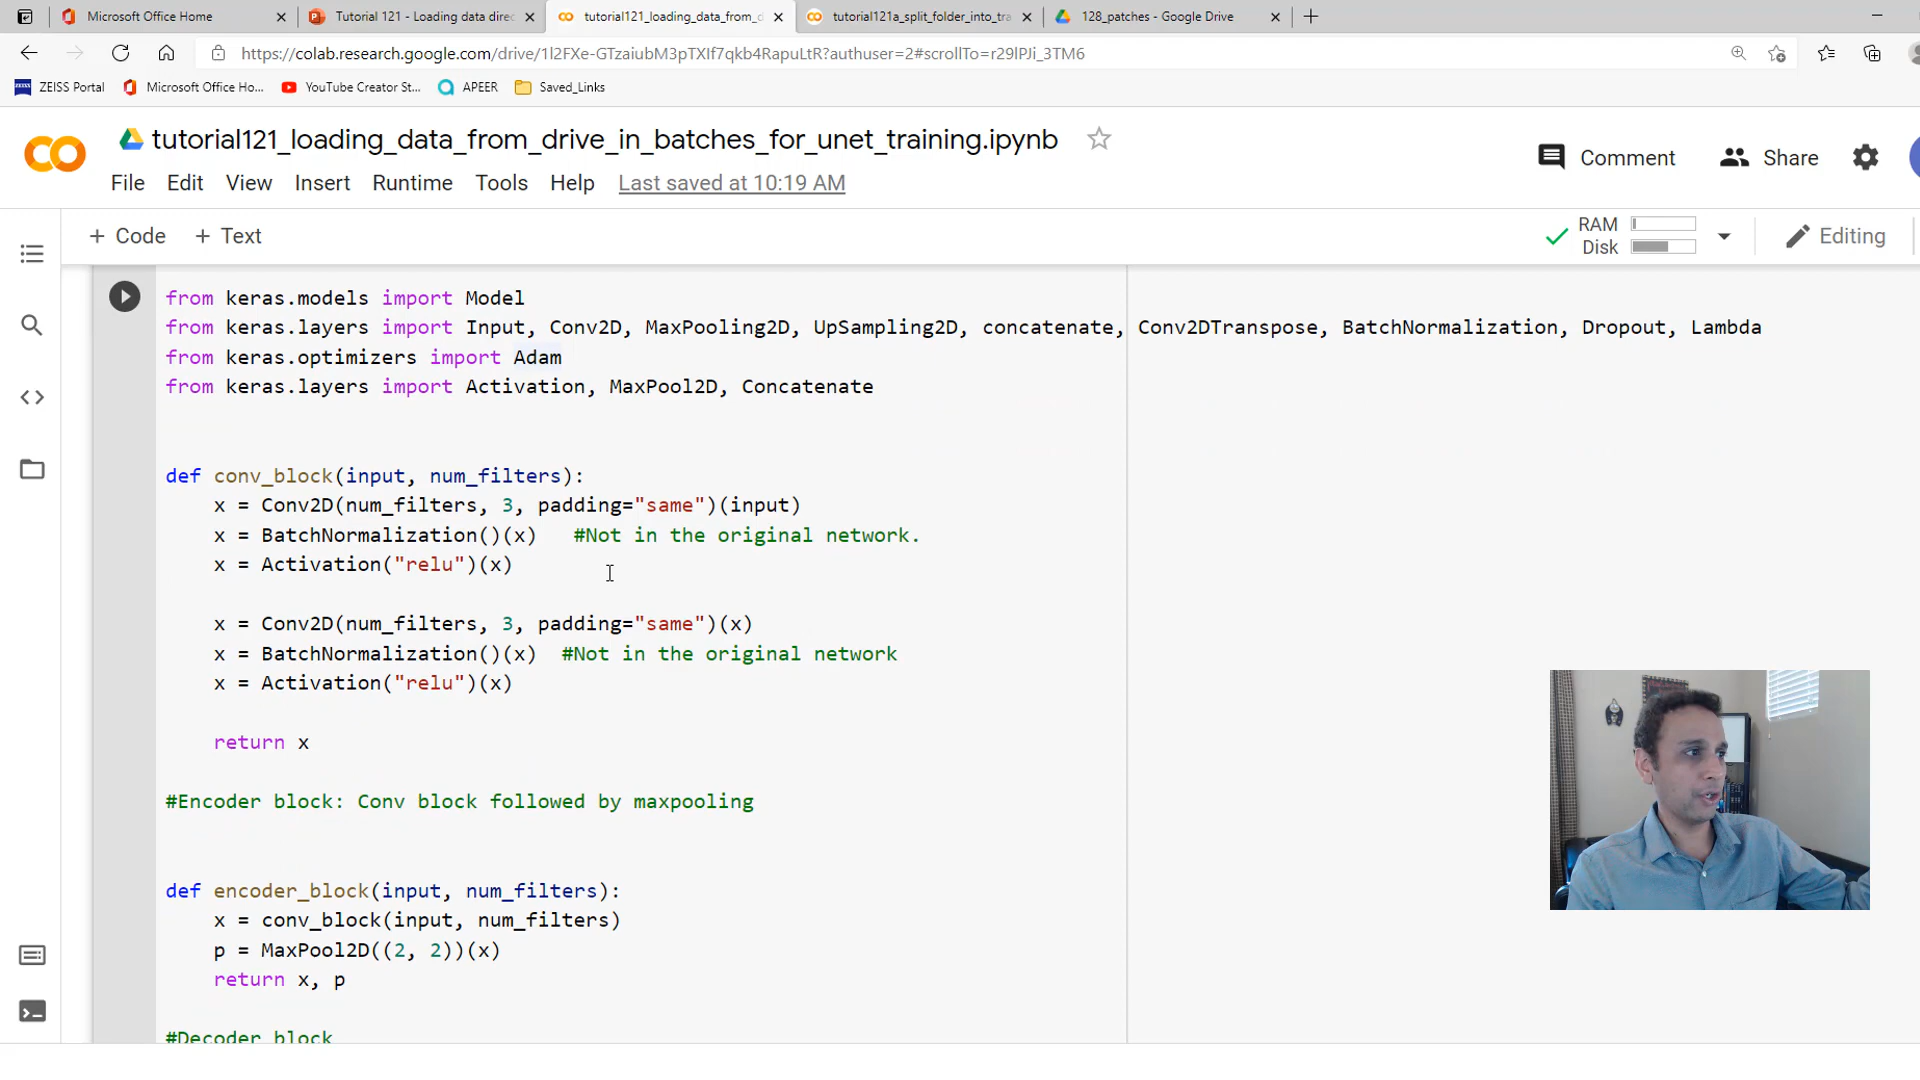 Microsoft Office Home
Tutorial 121 - Loading data direc
tutorial121_loading_data_from_d
tutorial121a_split_folder_into_tra
128_patches - Google Drive
https://colab.research.google.com/drive/1l2FXe-GTzaiubM3pTXIf7qkb4RapuLtR?authuser=2#scrollTo=r29lPJi_3TM6
ZEISS Portal
Microsoft Office Ho...
YouTube Creator St...
APEER
Saved_Links
tutorial121_loading_data_from_drive_in_batches_for_unet_training.ipynb
Comment
Share
File Edit View Insert Runtime Tools Help Last saved at 10:19 AM
+ Code + Text
RAM
Disk
Editing
from keras.models import Model
from keras.layers import Input, Conv2D, MaxPooling2D, UpSampling2D, concatenate, Conv2DTranspose, BatchNormalization, Dropout, Lambda
from keras.optimizers import Adam
from keras.layers import Activation, MaxPool2D, Concatenate
def conv_block(input, num_filters):
x = Conv2D(num_filters, 3, padding="same")(input)
x = BatchNormalization()(x) #Not in the original network.
x = Activation("relu")(x)
x = Conv2D(num_filters, 3, padding="same")(x)
x = BatchNormalization()(x) #Not in the original network
x = Activation("relu")(x)
return x
#Encoder block: Conv block followed by maxpooling
def encoder_block(input, num_filters):
x = conv_block(input, num_filters)
p = MaxPool2D((2, 2))(x)
return x, p
#Decoder block